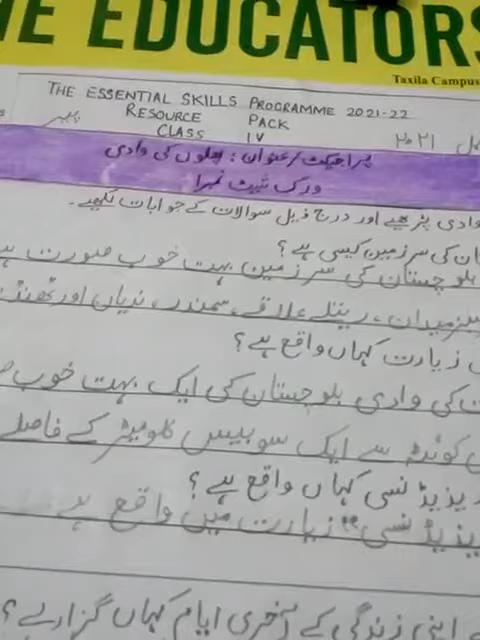 THE EDUCATORS
Taxila Campus
THE ESSENTIAL SKILLS PROGRAMME 2021-22
RESOURCE PACK
پیر
CLASS IV
۲۰۲۱
پراجیکٹ / عنوان : پھلوں کی وادی
ورک شیٹ نمبر ۱
وادی پڑھیے اور درج ذیل سوالات کے جوابات لکھیے۔
کی سرزمین کیسی ہے؟
بلوچستان کی سرزمین بہت خوب صورت
میدان، ریتلے علاقے، سمندر، ندیاں اور
زیارت کہاں واقع ہے؟
کی وادی بلوچستان کی ایک بہت خوب
کوئٹہ سے ایک سو بیس کلومیٹر کے فاصلے
ریذیڈنسی کہاں واقع ہے؟
ریذیڈنسی زیارت میں واقع ہے
اپنی زندگی کے آخری ایام کہاں گزارے؟